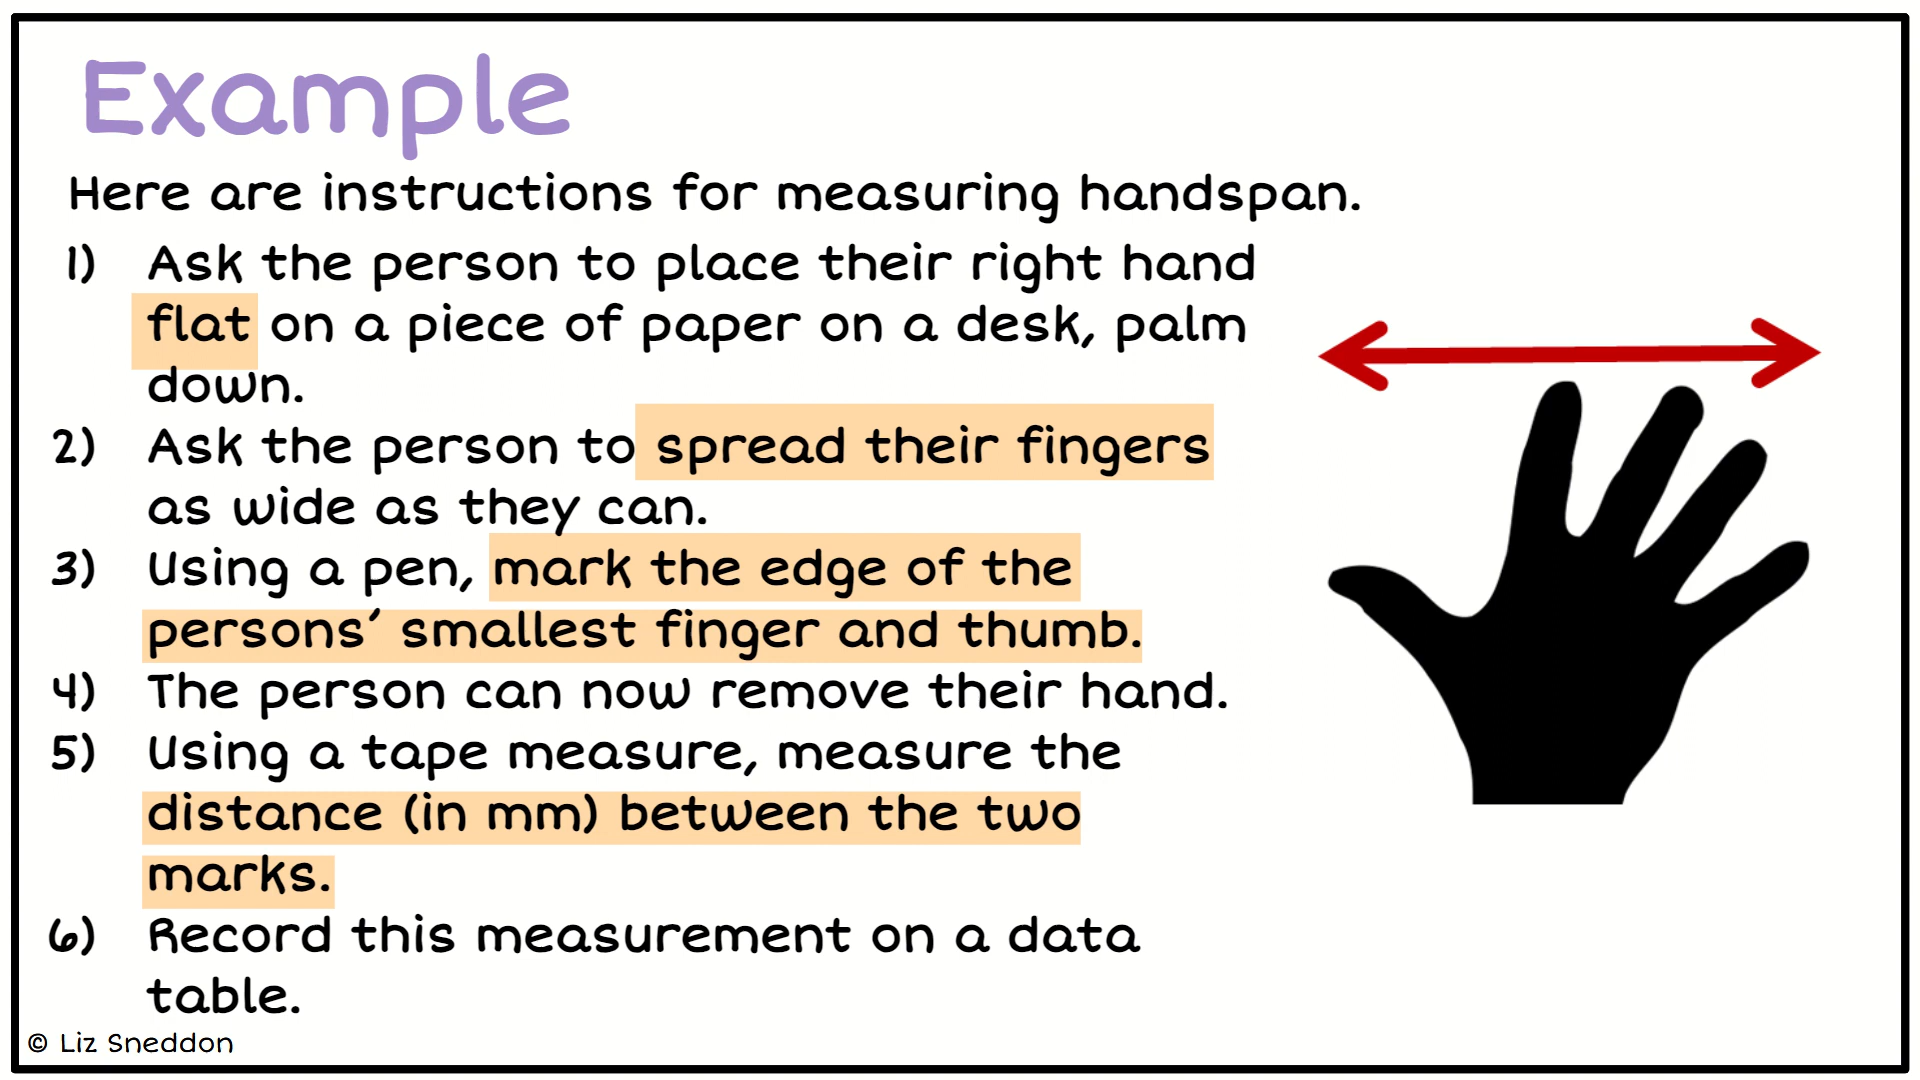 Example
Here are instructions for measuring handspan.
1) Ask the person to place their right hand
flat on a piece of paper on a desk, palm
down.
2) Ask the person to spread their fingers
as wide as they can.
3) Using a pen, mark the edge of the
persons’ smallest finger and thumb.
4) The person can now remove their hand.
5) Using a tape measure, measure the
distance (in mm) between the two
marks.
6) Record this measurement on a data
table.
© Liz Sneddon